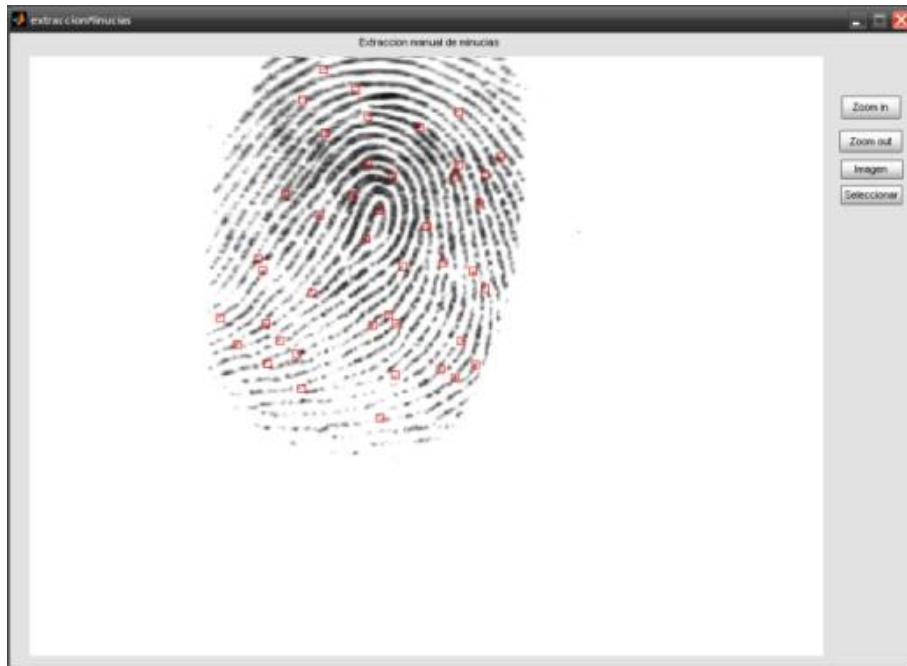 extraccionMinucias
Extraccion manual de minucias
Zoom in
Zoom out
Imagen
Seleccionar